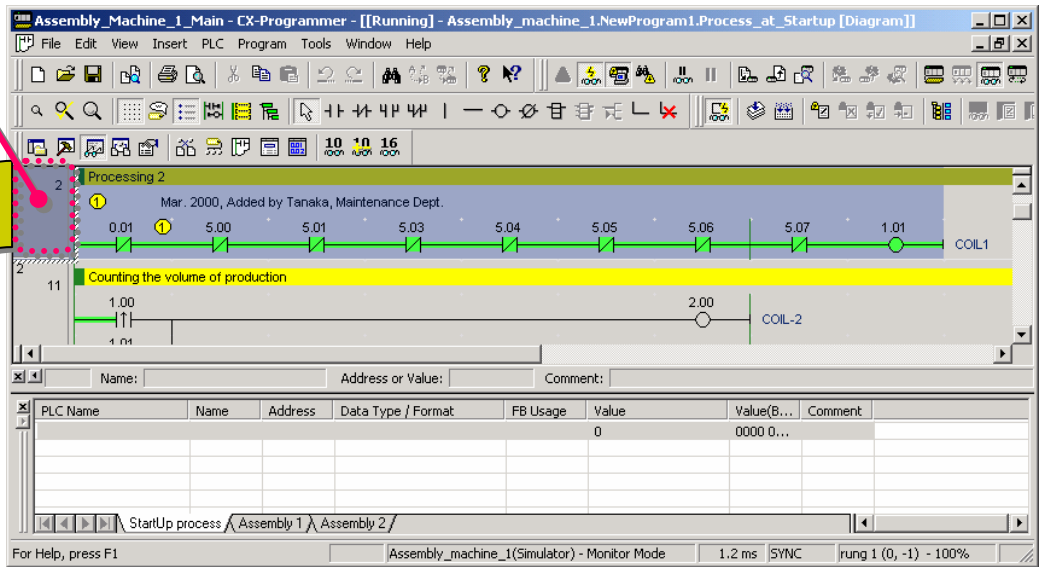 Assembly_Machine_1_Main - CX-Programmer - [[Running] - Assembly_machine_1.NewProgram1.Process_at_Startup [Diagram]]
File Edit View Insert PLC Program Tools Window Help
10 10 16
2 Processing 2
1 Mar. 2000, Added by Tanaka, Maintenance Dept.
0.01 1 5.00 5.01 5.03 5.04 5.05 5.06 5.07 1.01
COIL1
2
11 Counting the volume of production
1.00 2.00
COIL-2
1.01
Name: Address or Value: Comment:
PLC Name Name Address Data Type / Format FB Usage Value Value(B... Comment
0 0000 0...
StartUp process Assembly 1 Assembly 2
For Help, press F1 Assembly_machine_1(Simulator) - Monitor Mode 1.2 ms SYNC rung 1 (0, -1) - 100%